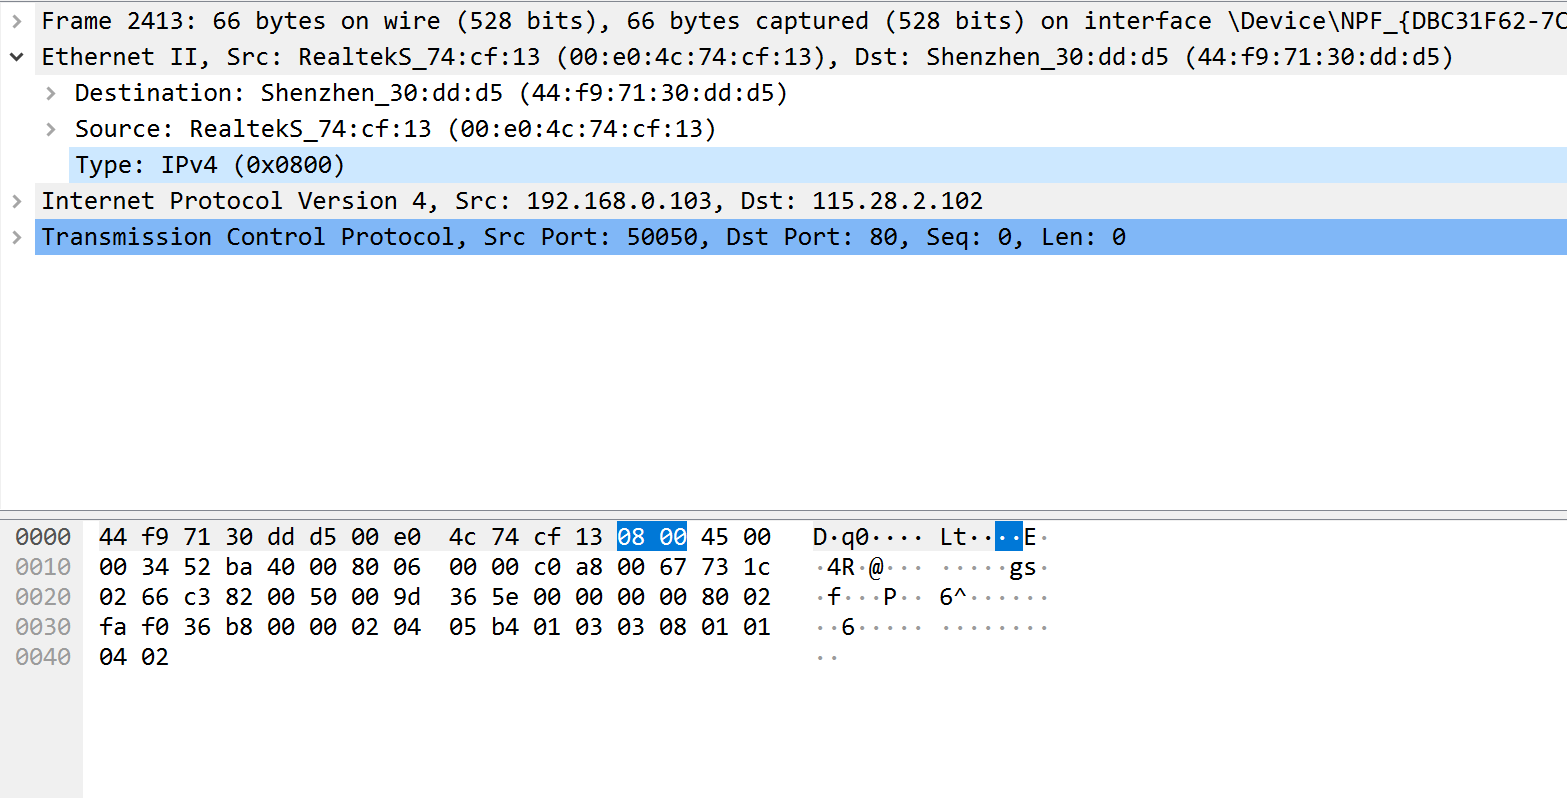 Frame 2413: 66 bytes on wire (528 bits), 66 bytes captured (528 bits) on interface \Device\NPF_{DBC31F62-7C
Ethernet II, Src: RealtekS_74:cf:13 (00:e0:4c:74:cf:13), Dst: Shenzhen_30:dd:d5 (44:f9:71:30:dd:d5)
Destination: Shenzhen_30:dd:d5 (44:f9:71:30:dd:d5)
Source: RealtekS_74:cf:13 (00:e0:4c:74:cf:13)
Type: IPv4 (0x0800)
Internet Protocol Version 4, Src: 192.168.0.103, Dst: 115.28.2.102
Transmission Control Protocol, Src Port: 50050, Dst Port: 80, Seq: 0, Len: 0
0000 44 f9 71 30 dd d5 00 e0 4c 74 cf 13 08 00 45 00 D·q0···· Lt····E·
0010 00 34 52 ba 40 00 80 06 00 00 c0 a8 00 67 73 1c ·4R·@··· ·····gs·
0020 02 66 c3 82 00 50 00 9d 36 5e 00 00 00 00 80 02 ·f···P·· 6^······
0030 fa f0 36 b8 00 00 02 04 05 b4 01 03 03 08 01 01 ··6····· ········
0040 04 02 ··